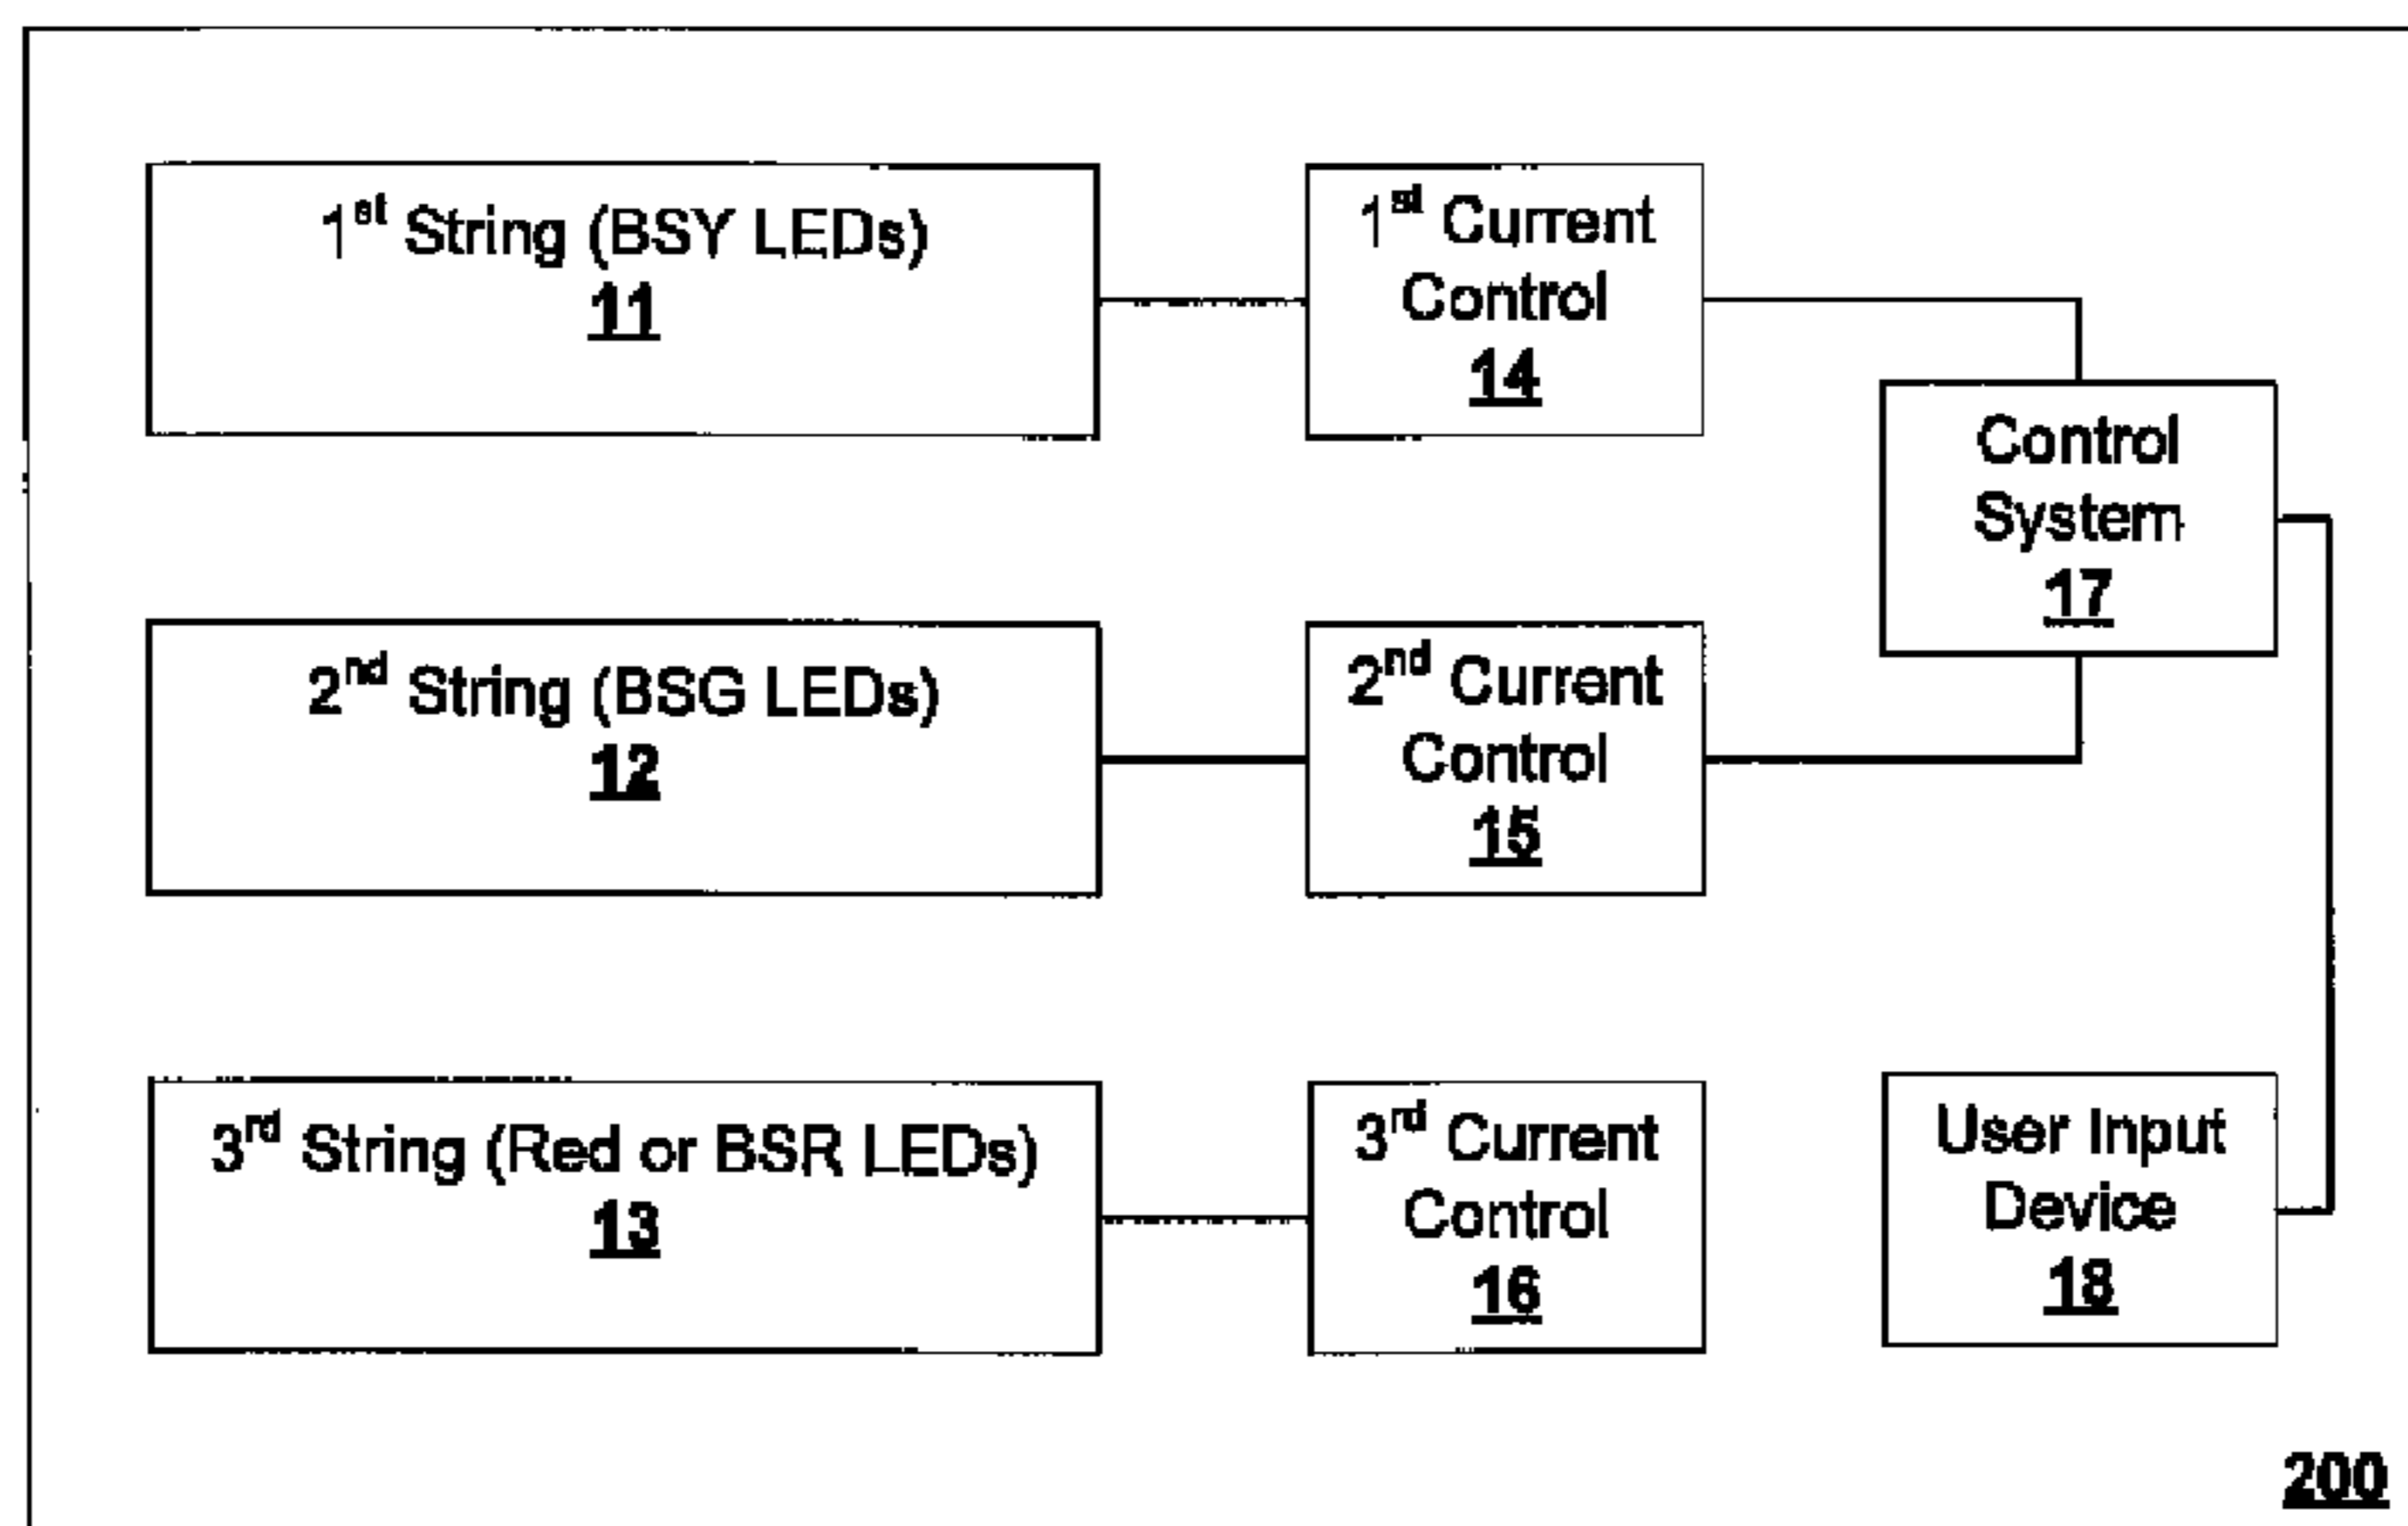 1st String (BSY LEDs)
11
1st Current
Control
14
Control
System
17
2nd String (BSG LEDs)
12
2nd Current
Control
15
3rd String (Red or BSR LEDs)
13
3rd Current
Control
16
User Input
Device
18
200